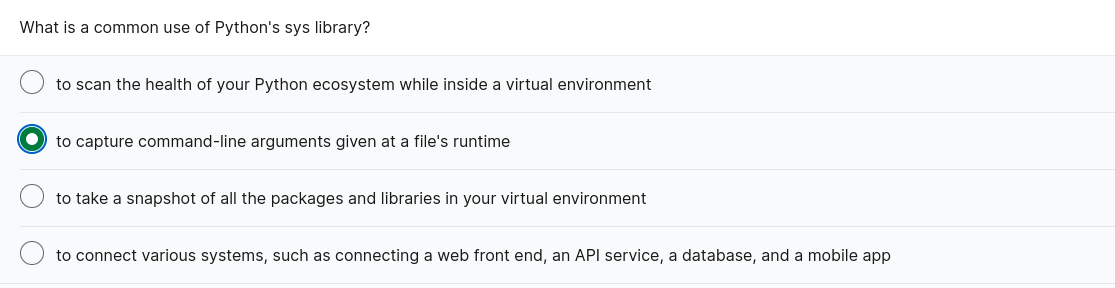 What is a common use of Python's sys library?
to scan the health of your Python ecosystem while inside a virtual environment
to capture command-line arguments given at a file's runtime
to take a snapshot of all the packages and libraries in your virtual environment
to connect various systems, such as connecting a web front end, an API service, a database, and a mobile app